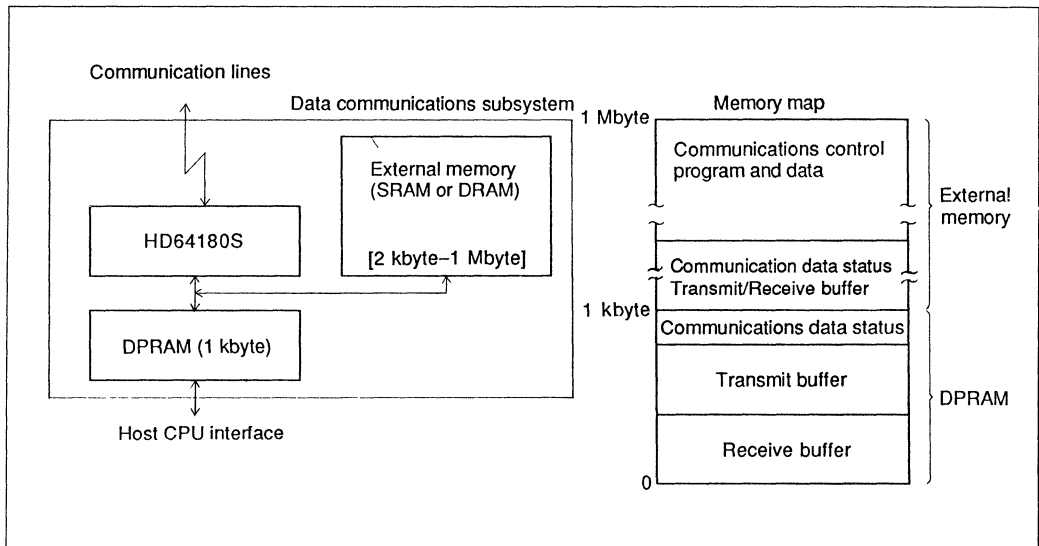 Communication lines
Data communications subsystem
External memory
(SRAM or DRAM)
[2 kbyte–1 Mbyte]
HD64180S
DPRAM (1 kbyte)
Host CPU interface
Memory map
1 Mbyte
Communications control
program and data
Communication data status
Transmit/Receive buffer
1 kbyte
Communications data status
Transmit buffer
Receive buffer
0
External
memory
DPRAM